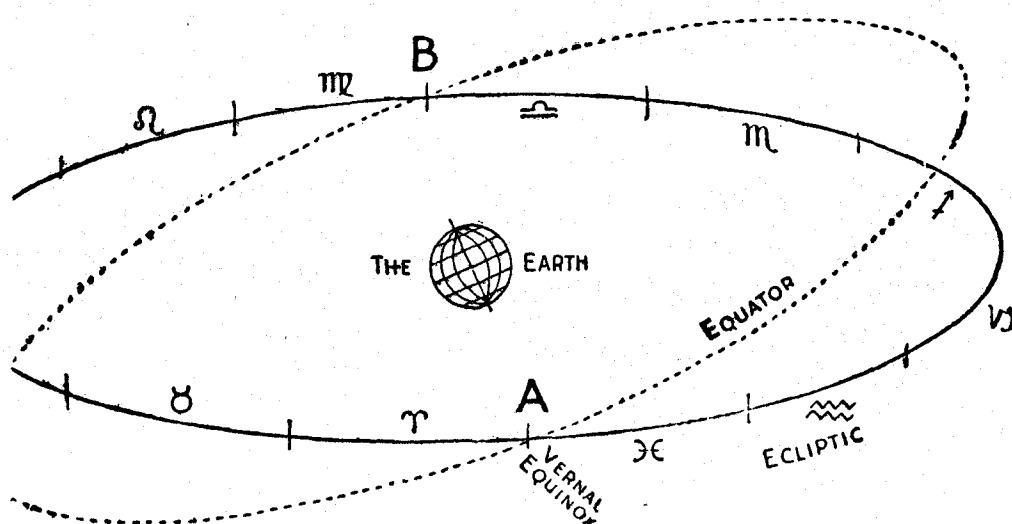 B
♍
♌
♎
♏
THE EARTH
♐
EQUATOR
♑
A
♉
♈
♓
♒
ECLIPTIC
VERNAL
EQUINOX